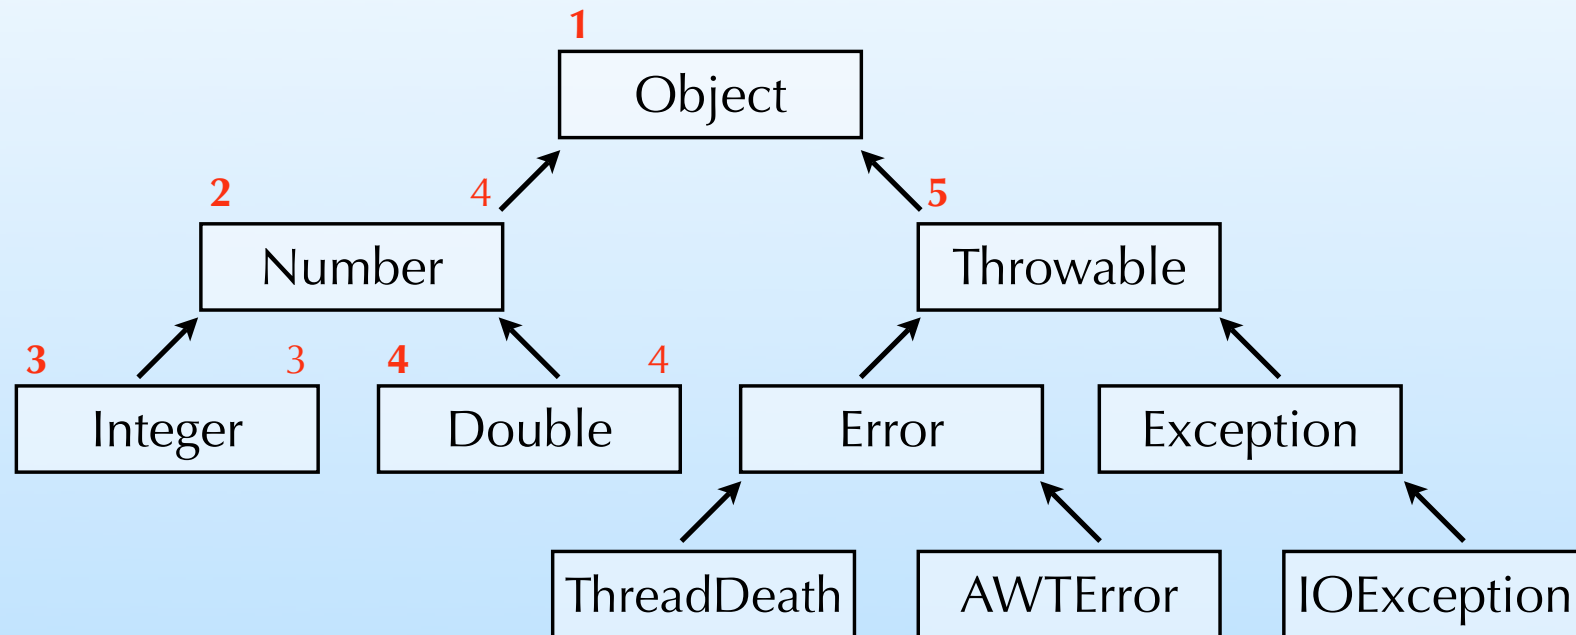 1
Object
2 4 5
Number Throwable
3 3 4 4
Integer Double Error Exception
ThreadDeath AWTError IOException